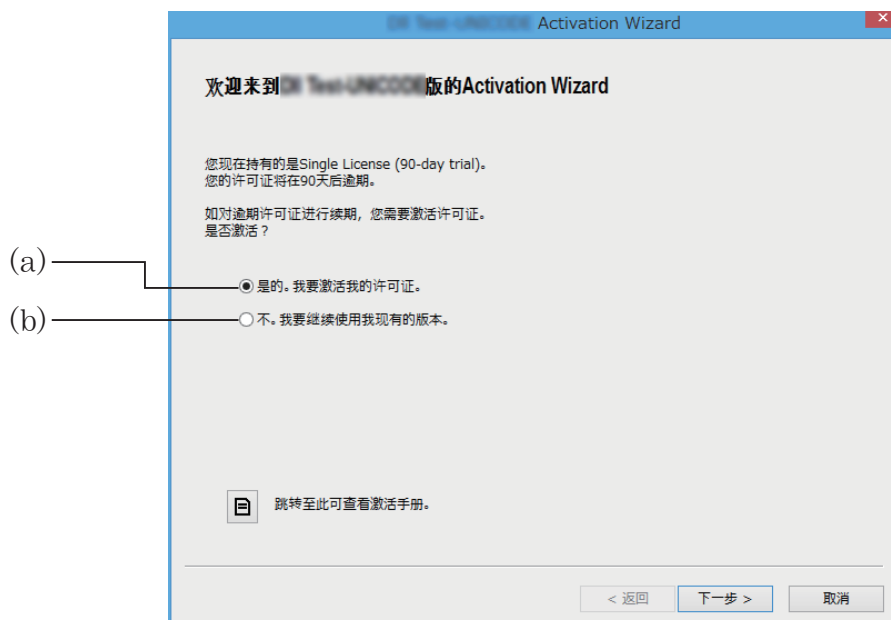 Activation Wizard
欢迎来到 版的Activation Wizard
您现在持有的是Single License (90-day trial)。
您的许可证将在90天后逾期。
如对逾期许可证进行续期，您需要激活许可证。
是否激活？
(a)
是的。我要激活我的许可证。
(b)
不。我要继续使用我现有的版本。
跳转至此可查看激活手册。
< 返回 下一步 > 取消